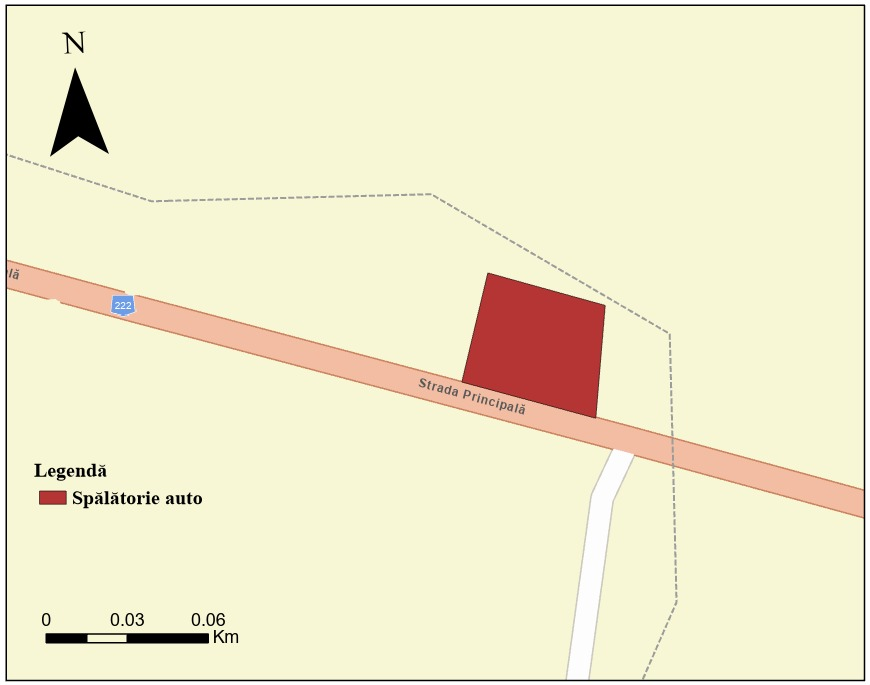 N
lă
222
Strada Principală
Legendă
Spălătorie auto
0 0.03 0.06
Km